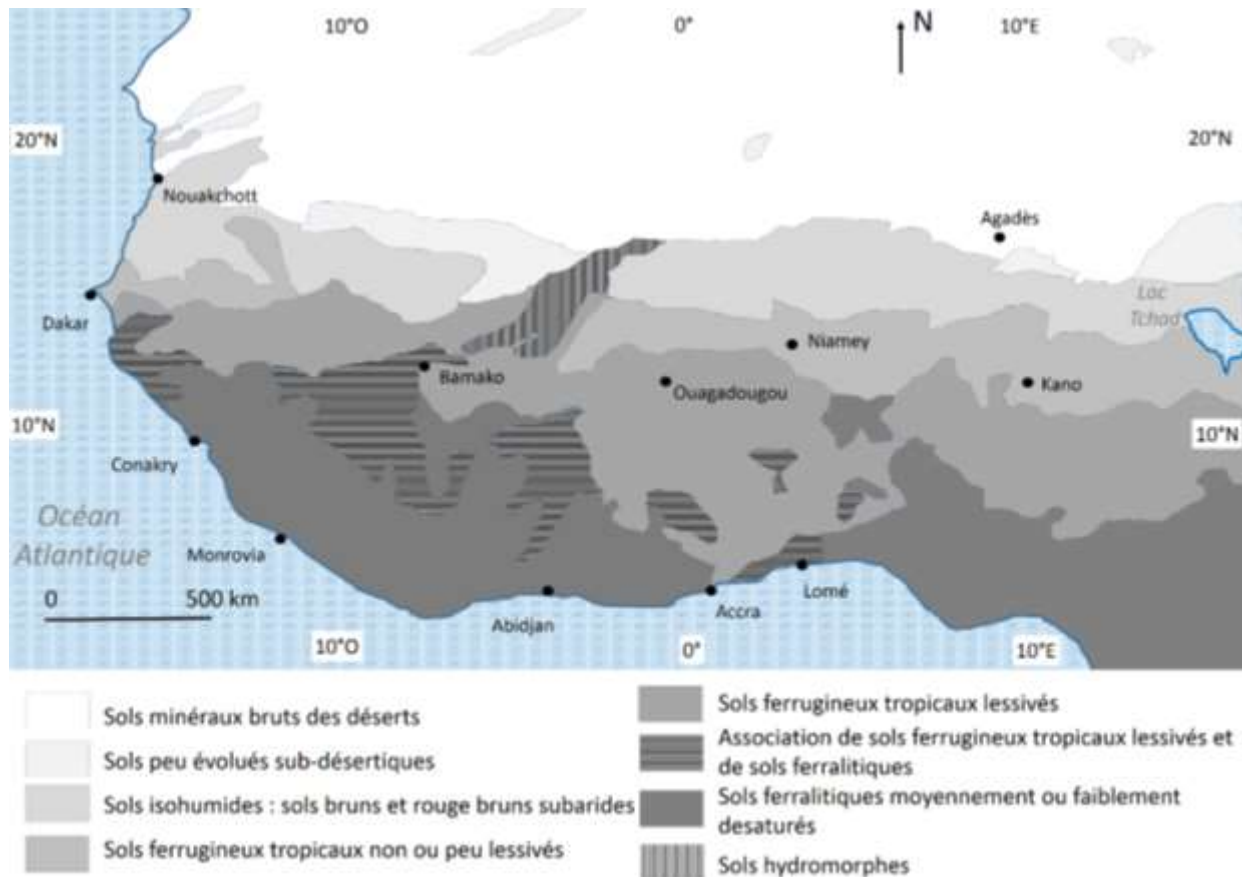 10°O
0°
10°E
N
20°N
20°N
Nouakchott
Agadès
Lac
Tchad
Dakar
Niamey
Bamako
Ouagadougou
Kano
10°N
10°N
Conakry
Océan
Atlantique
Monrovia
0
500 km
Abidjan
Accra
Lomé
10°O
0°
10°E
Sols minéraux bruts des déserts
Sols peu évolués sub-désertiques
Sols isohumides : sols bruns et rouge bruns subarides
Sols ferrugineux tropicaux non ou peu lessivés
Sols ferrugineux tropicaux lessivés
Association de sols ferrugineux tropicaux lessivés et
de sols ferralitiques
Sols ferralitiques moyennement ou faiblement
desaturés
Sols hydromorphes